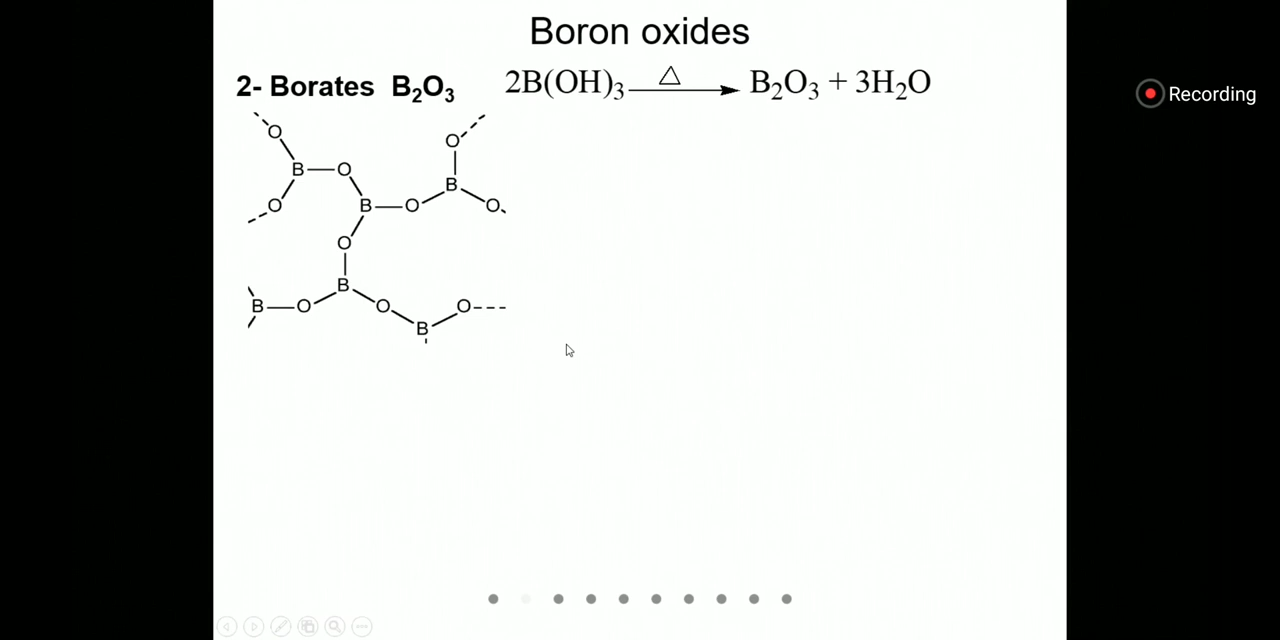 Boron oxides
2- Borates B₂O₃ 2B(OH)₃ △ B₂O₃ + 3H₂O
Recording
O O
B O B
O B O O
O
B
B O O O
B